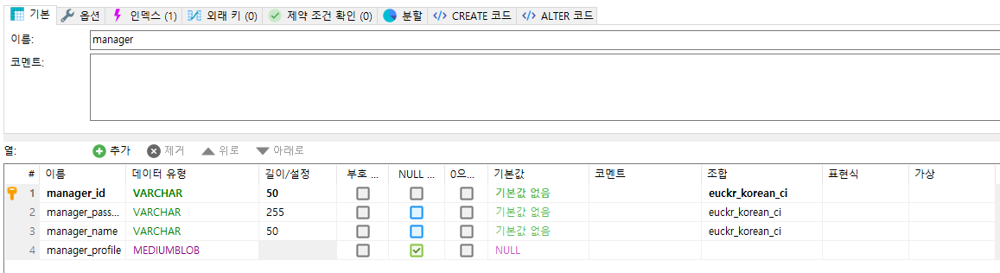 기본 옵션 인덱스 (1) 외래 키 (0) 제약 조건 확인 (0) 분할 CREATE 코드 ALTER 코드
이름: manager
코멘트:
열: 추가 제거 위로 아래로
# 이름 데이터 유형 길이/설정 부호 ... NULL ... 0으... 기본값 코멘트 조합 표현식 가상
1 manager_id VARCHAR 50 기본값 없음 euckr_korean_ci
2 manager_pass... VARCHAR 255 기본값 없음 euckr_korean_ci
3 manager_name VARCHAR 50 기본값 없음 euckr_korean_ci
4 manager_profile MEDIUMBLOB NULL